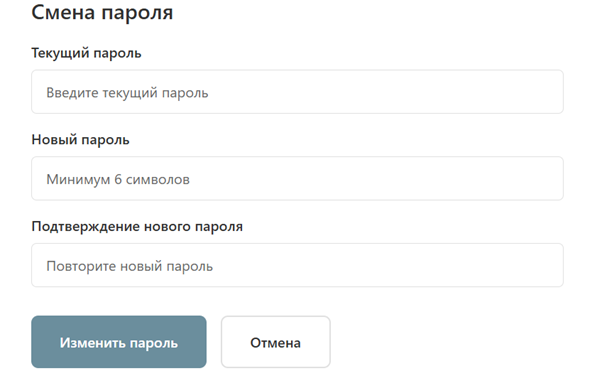 Смена пароля
Текущий пароль
Введите текущий пароль
Новый пароль
Минимум 6 символов
Подтверждение нового пароля
Повторите новый пароль
Изменить пароль
Отмена